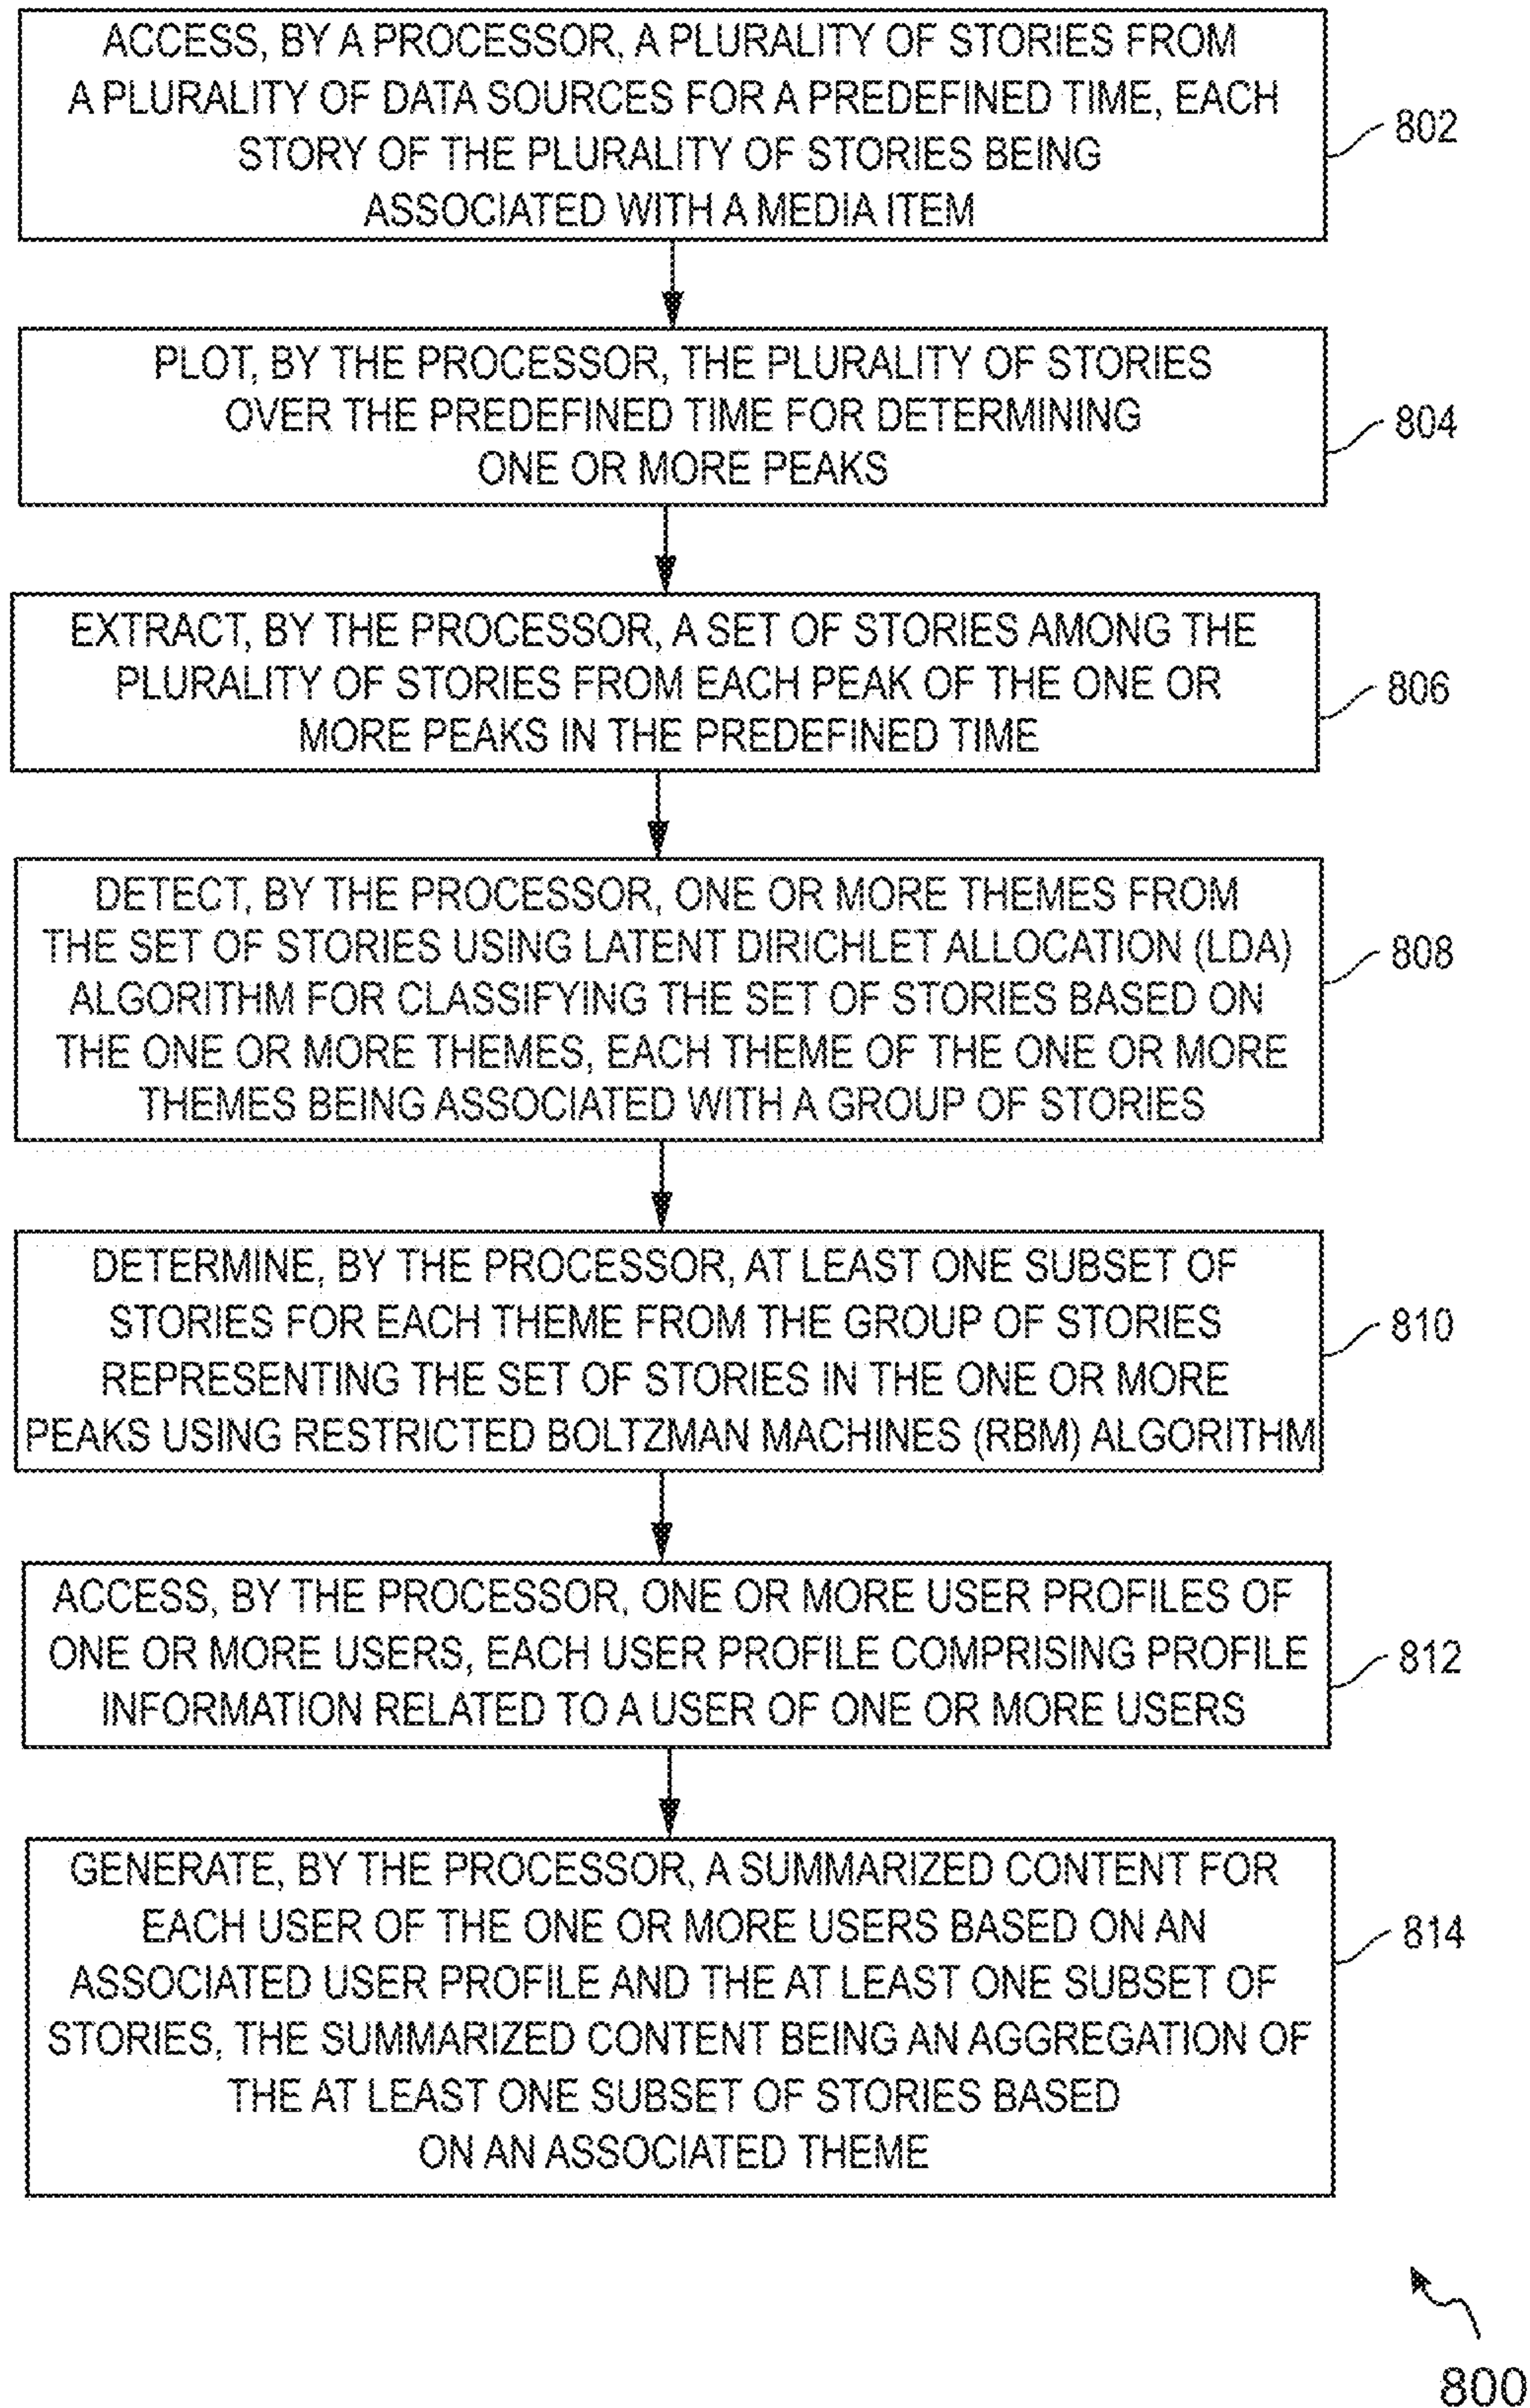 ACCESS, BY A PROCESSOR, A PLURALITY OF STORIES FROM
A PLURALITY OF DATA SOURCES FOR A PREDEFINED TIME, EACH
STORY OF THE PLURALITY OF STORIES BEING
ASSOCIATED WITH A MEDIA ITEM
802
PLOT, BY THE PROCESSOR, THE PLURALITY OF STORIES
OVER THE PREDEFINED TIME FOR DETERMINING
ONE OR MORE PEAKS
804
EXTRACT, BY THE PROCESSOR, A SET OF STORIES AMONG THE
PLURALITY OF STORIES FROM EACH PEAK OF THE ONE OR
MORE PEAKS IN THE PREDEFINED TIME
806
DETECT, BY THE PROCESSOR, ONE OR MORE THEMES FROM
THE SET OF STORIES USING LATENT DIRICHLET ALLOCATION (LDA)
ALGORITHM FOR CLASSIFYING THE SET OF STORIES BASED ON
THE ONE OR MORE THEMES, EACH THEME OF THE ONE OR MORE
THEMES BEING ASSOCIATED WITH A GROUP OF STORIES
808
DETERMINE, BY THE PROCESSOR, AT LEAST ONE SUBSET OF
STORIES FOR EACH THEME FROM THE GROUP OF STORIES
REPRESENTING THE SET OF STORIES IN THE ONE OR MORE
PEAKS USING RESTRICTED BOLTZMAN MACHINES (RBM) ALGORITHM
810
ACCESS, BY THE PROCESSOR, ONE OR MORE USER PROFILES OF
ONE OR MORE USERS, EACH USER PROFILE COMPRISING PROFILE
INFORMATION RELATED TO A USER OF ONE OR MORE USERS
812
GENERATE, BY THE PROCESSOR, A SUMMARIZED CONTENT FOR
EACH USER OF THE ONE OR MORE USERS BASED ON AN
ASSOCIATED USER PROFILE AND THE AT LEAST ONE SUBSET OF
STORIES, THE SUMMARIZED CONTENT BEING AN AGGREGATION OF
THE AT LEAST ONE SUBSET OF STORIES BASED
ON AN ASSOCIATED THEME
814
800